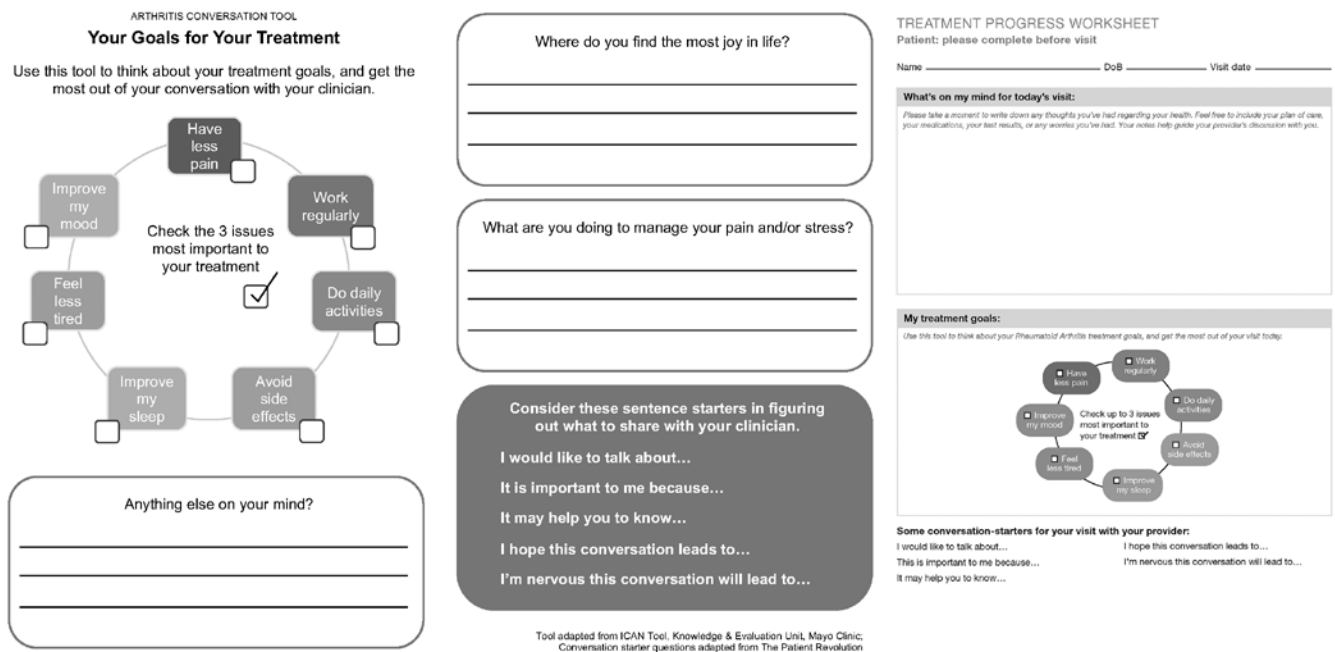 ARTHRITIS CONVERSATION TOOL
Your Goals for Your Treatment
Use this tool to think about your treatment goals, and get the
most out of your conversation with your clinician.
Have
less
pain
Work
regularly
Do daily
activities
Avoid
side
effects
Improve
my
sleep
Feel
less
tired
Improve
my
mood
Check the 3 issues
most important to
your treatment
Anything else on your mind?
Where do you find the most joy in life?
What are you doing to manage your pain and/or stress?
Consider these sentence starters in figuring
out what to share with your clinician.
I would like to talk about...
It is important to me because...
It may help you to know...
I hope this conversation leads to...
I'm nervous this conversation will lead to...
Tool adapted from ICAN Tool, Knowledge & Evaluation Unit, Mayo Clinic;
Conversation starter questions adapted from The Patient Revolution
TREATMENT PROGRESS WORKSHEET
Patient: please complete before visit
Name DoB Visit date
What's on my mind for today's visit:
Please take a moment to write down any thoughts you've had regarding your health. Feel free to include your plan of care,
your medications, your test results, or any worries you've had. Your notes help guide your provider's discussion with you.
My treatment goals:
Use this tool to think about your Rheumatoid Arthritis treatment goals, and get the most out of your visit today.
Have
less pain
Work
regularly
Do daily
activities
Avoid
side effects
Improve
my sleep
Feel
less tired
Improve
my mood
Check up to 3 issues
most important to
your treatment
Some conversation-starters for your visit with your provider:
I would like to talk about...
This is important to me because...
It may help you to know...
I hope this conversation leads to...
I'm nervous this conversation will lead to...